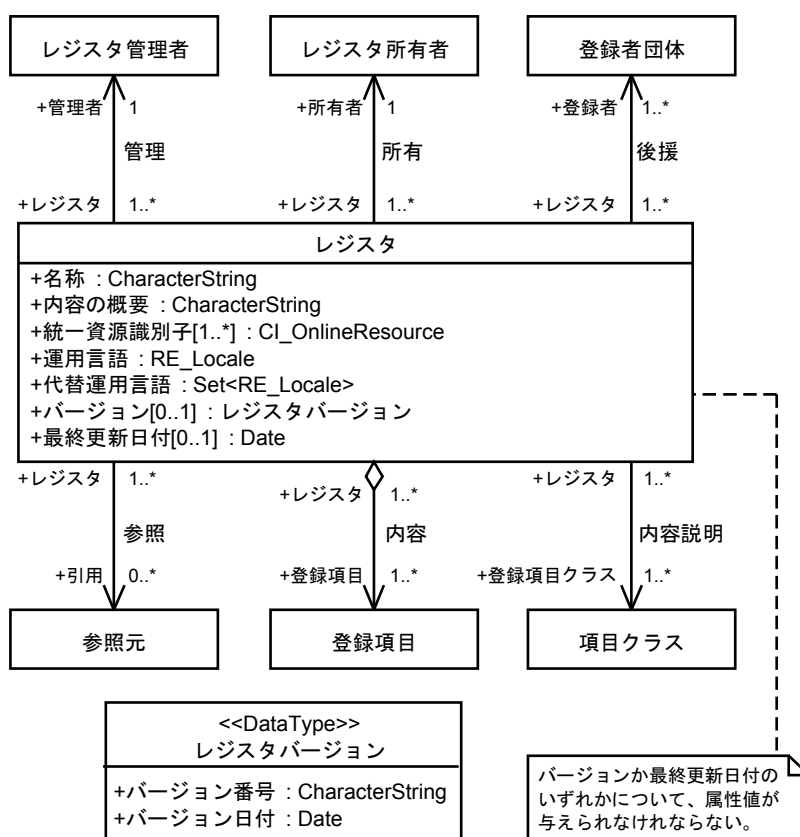 レジスタ管理者
レジスタ所有者
登録者団体
+管理者 1
+所有者 1
+登録者 1..*
管理
所有
後援
+レジスタ 1..*
+レジスタ 1..*
+レジスタ 1..*
レジスタ
+名称 : CharacterString
+内容の概要 : CharacterString
+統一資源識別子[1..*] : CI_OnlineResource
+運用言語 : RE_Locale
+代替運用言語 : Set<RE_Locale>
+バージョン[0..1] : レジスタバージョン
+最終更新日付[0..1] : Date
+レジスタ 1..*
+レジスタ 1..*
+レジスタ 1..*
参照
内容
内容説明
+引用 0..*
+登録項目 1..*
+登録項目クラス 1..*
参照元
登録項目
項目クラス
<<DataType>>
レジスタバージョン
+バージョン番号 : CharacterString
+バージョン日付 : Date
バージョンか最終更新日付の
いずれかについて、属性値が
与えられなけれならない。